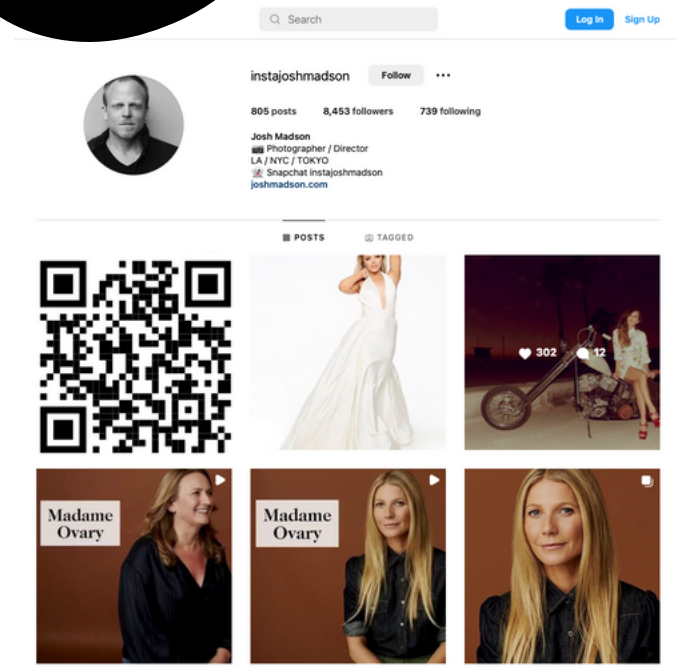 Search
Log In
Sign Up
instajoshmadson
Follow
805 posts
8,453 followers
739 following
Josh Madson
📷 Photographer / Director
LA / NYC / TOKYO
Snapchat instajoshmadson
joshmadson.com
POSTS
TAGGED
302
12
Madame
Ovary
Madame
Ovary